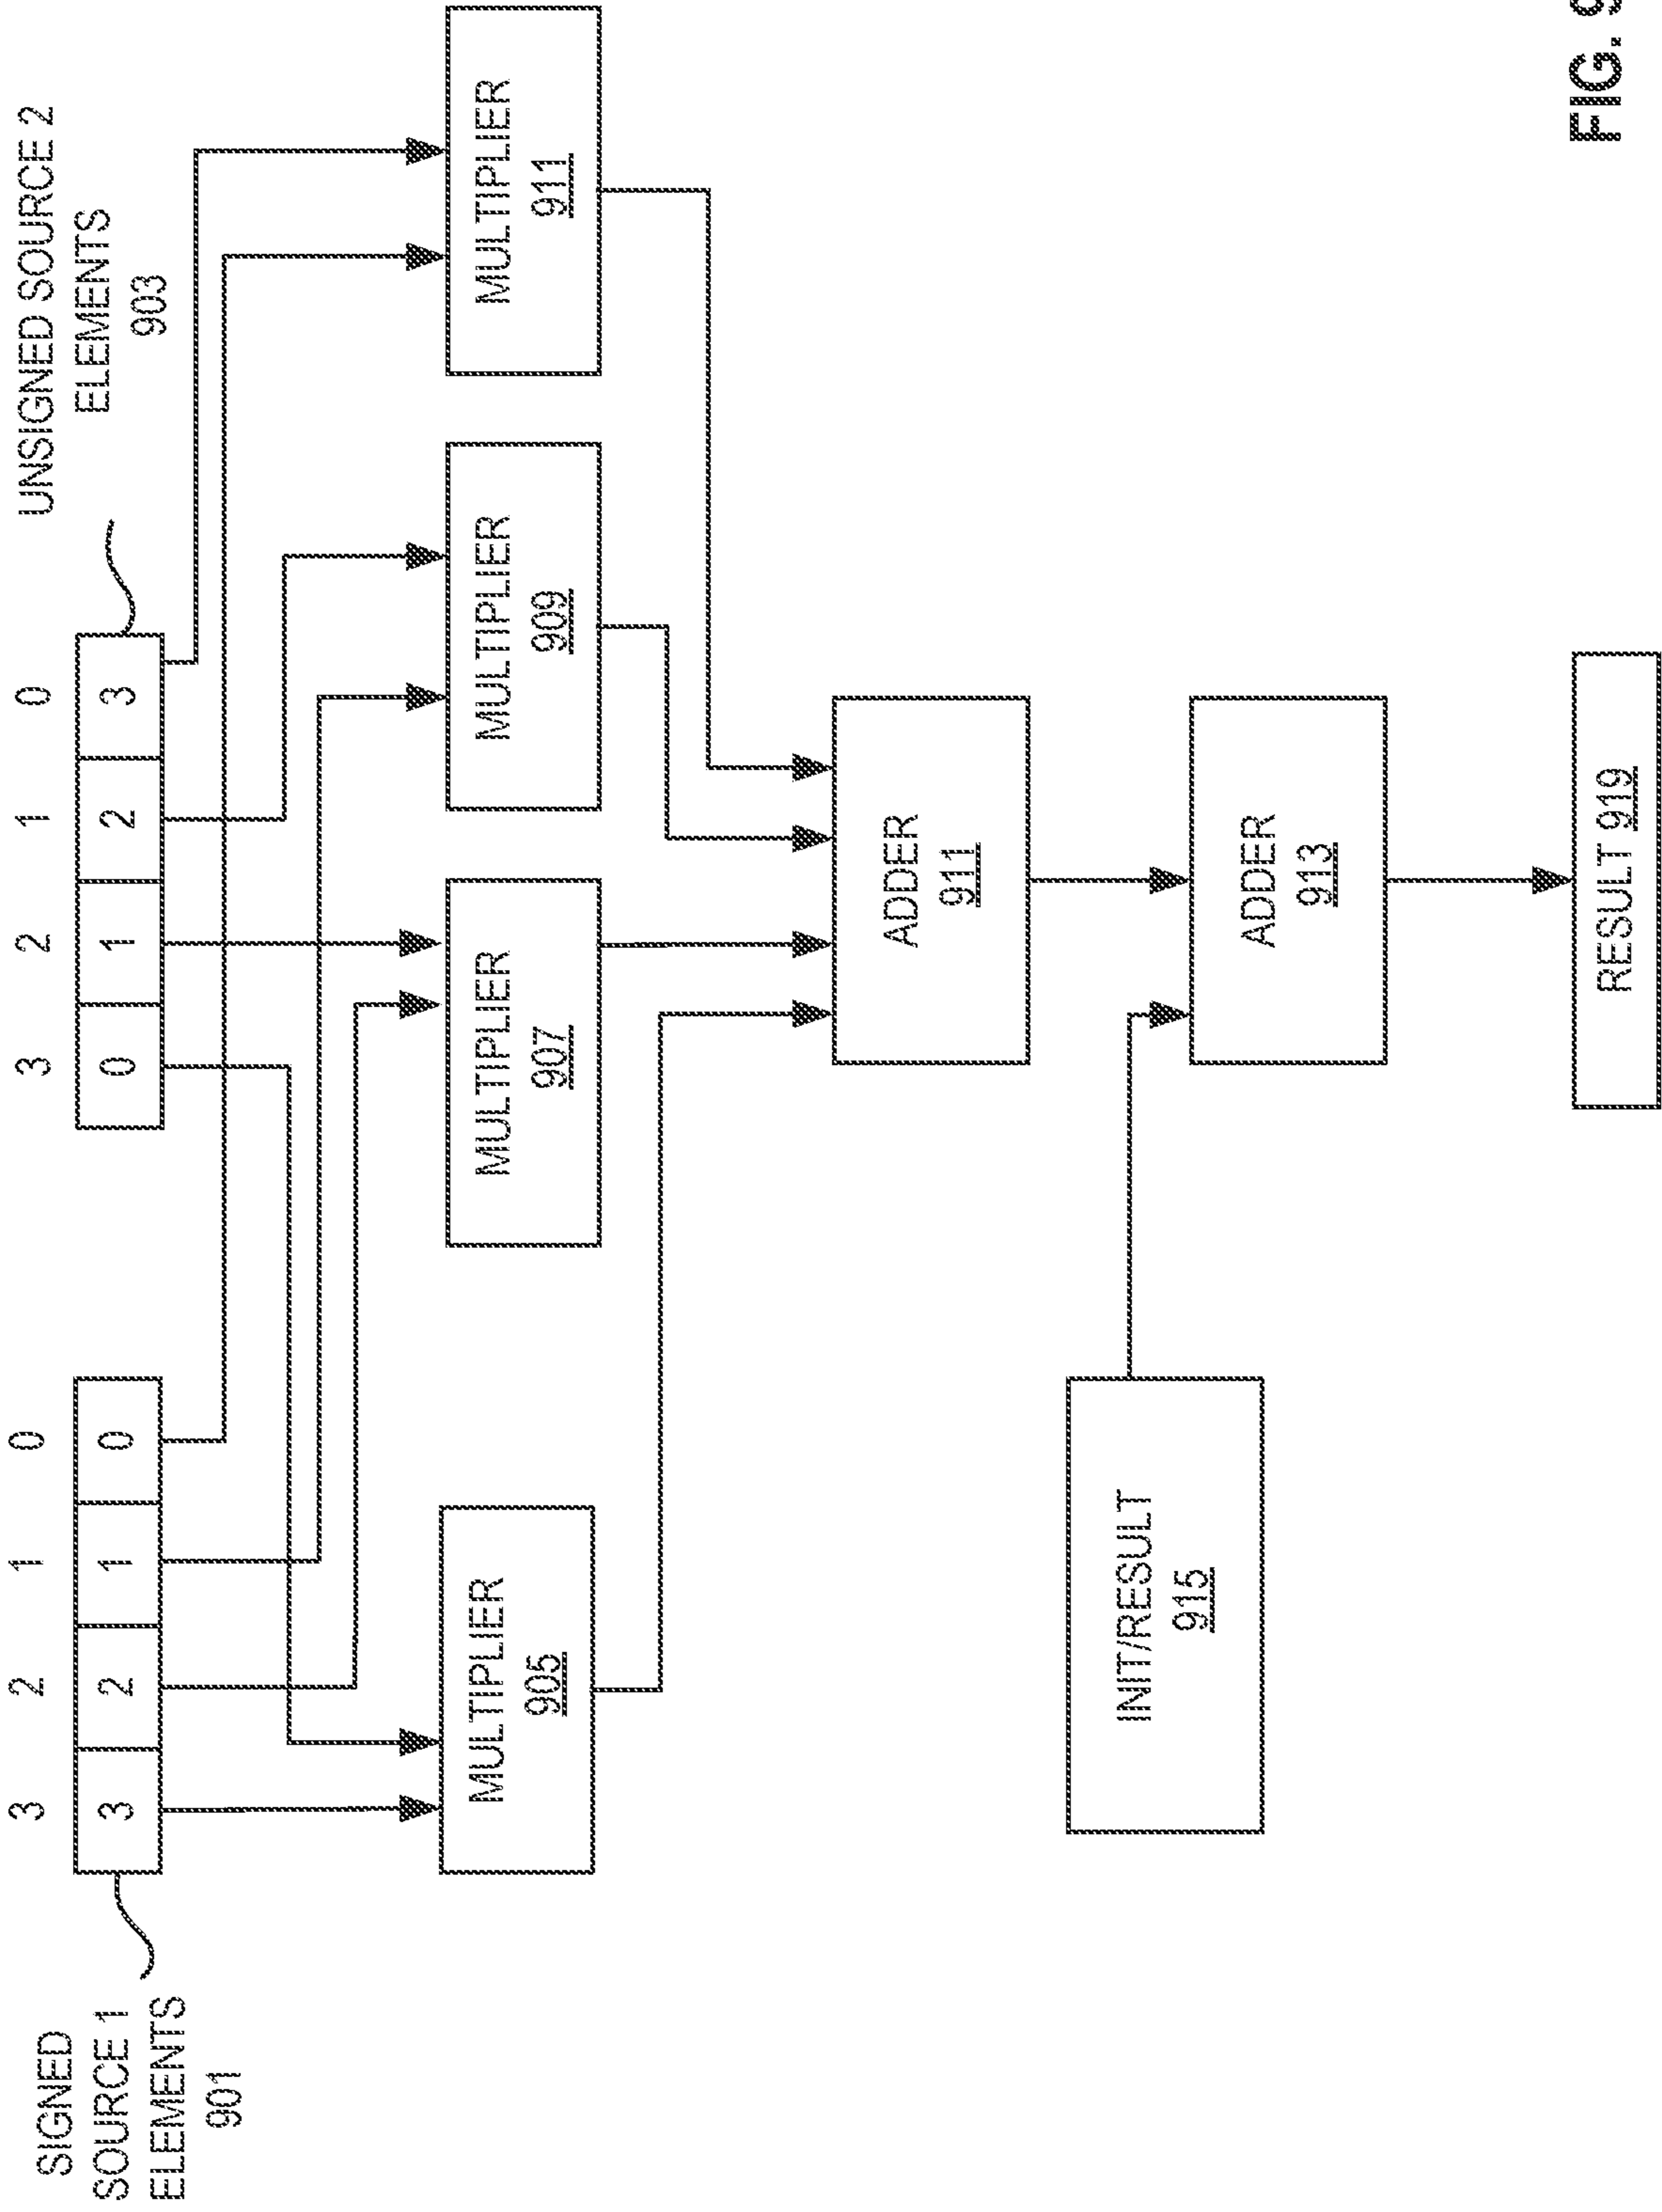 SIGNED
SOURCE 1
ELEMENTS
901
3 2 1 0
3 2 1 0
UNSIGNED SOURCE 2
ELEMENTS
903
3 2 1 0
0 1 2 3
MULTIPLIER
905
MULTIPLIER
907
MULTIPLIER
909
MULTIPLIER
911
ADDER
911
INIT/RESULT
915
ADDER
913
RESULT 919
FIG. 9